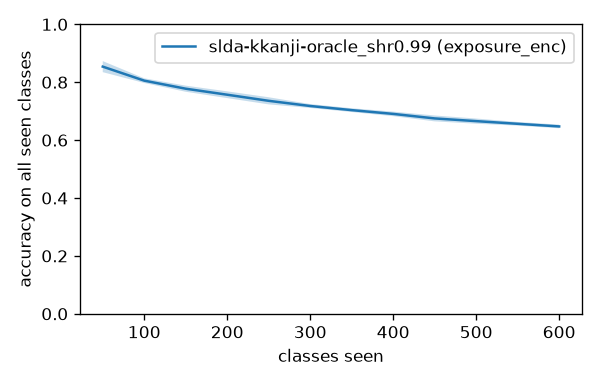 slda-kkanji-oracle_shr0.99 (exposure_enc)
accuracy on all seen classes
1.0
0.8
0.6
0.4
0.2
0.0
100 200 300 400 500 600
classes seen